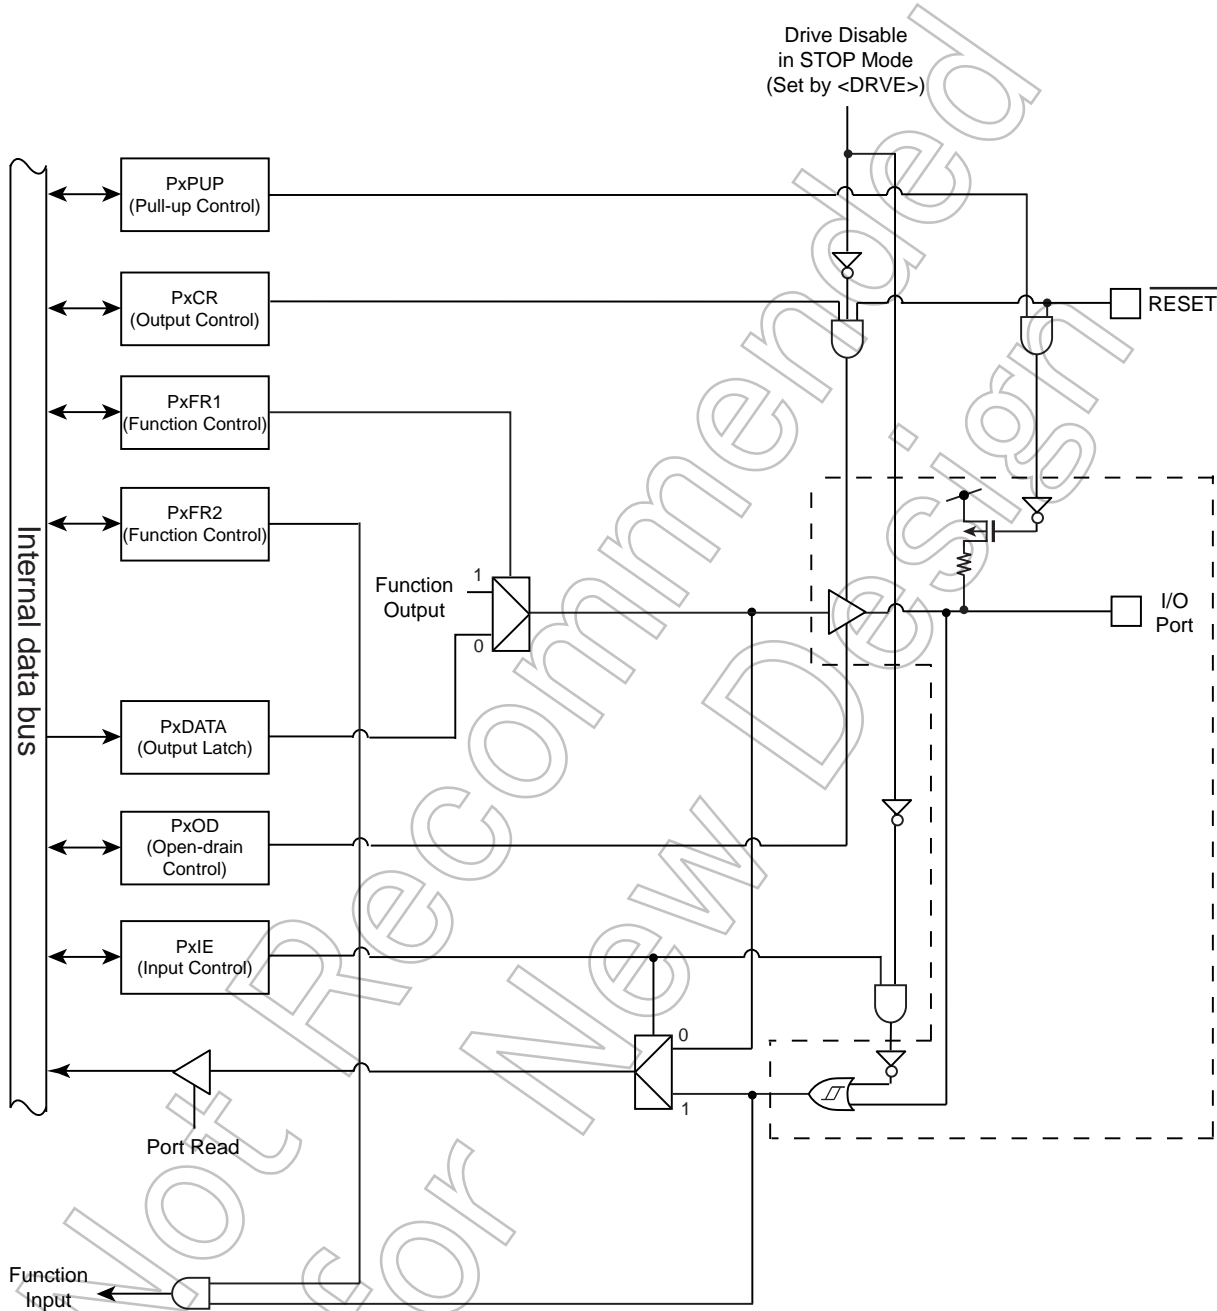 Drive Disable
in STOP Mode
(Set by <DRVE>)
PxPUP
(Pull-up Control)
PxCR
(Output Control)
RESET
PxFR1
(Function Control)
PxFR2
(Function Control)
Internal data bus
1
Function
Output
0
I/O
Port
PxDATA
(Output Latch)
PxOD
(Open-drain
Control)
PxIE
(Input Control)
0
1
Port Read
Function
Input
Not Recommended
for New Design